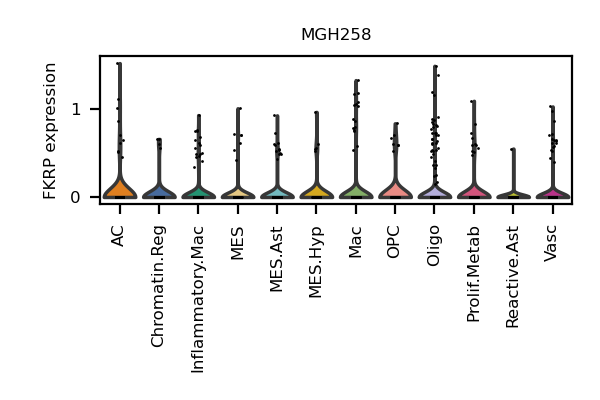 MGH258
FKRP expression
1
0
AC
Chromatin.Reg
Inflammatory.Mac
MES
MES.Ast
MES.Hyp
Mac
OPC
Oligo
Prolif.Metab
Reactive.Ast
Vasc